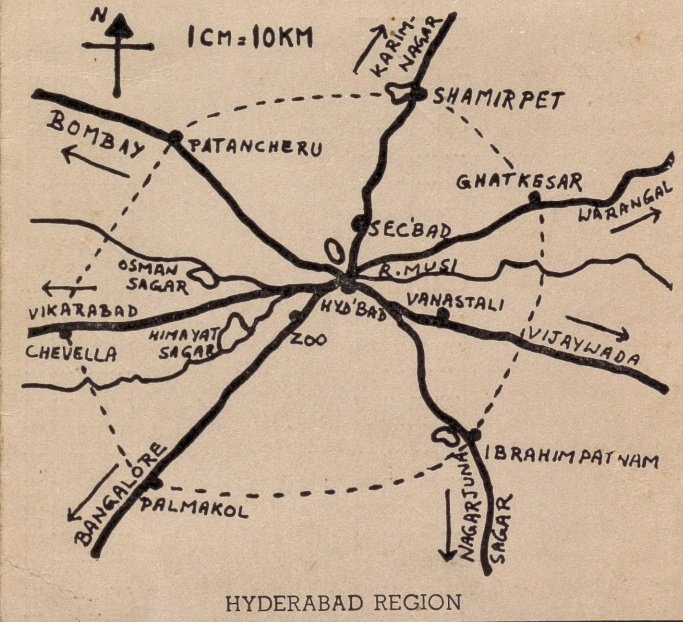 N
1CM=10KM
KARIM-
NAGAR
SHAMIRPET
BOMBAY
PATANCHERU
GHATKESAR
WARANGAL
SEC'BAD
OSMAN
SAGAR
R.MUSI
VIKARABAD
HYD'BAD
VANASTALI
CHEVELLA
HIMAYAT
SAGAR
ZOO
VIJAYWADA
BANGALORE
PALMAKOL
IBRAHIMPATNAM
NAGARJUNA
SAGAR
HYDERABAD REGION